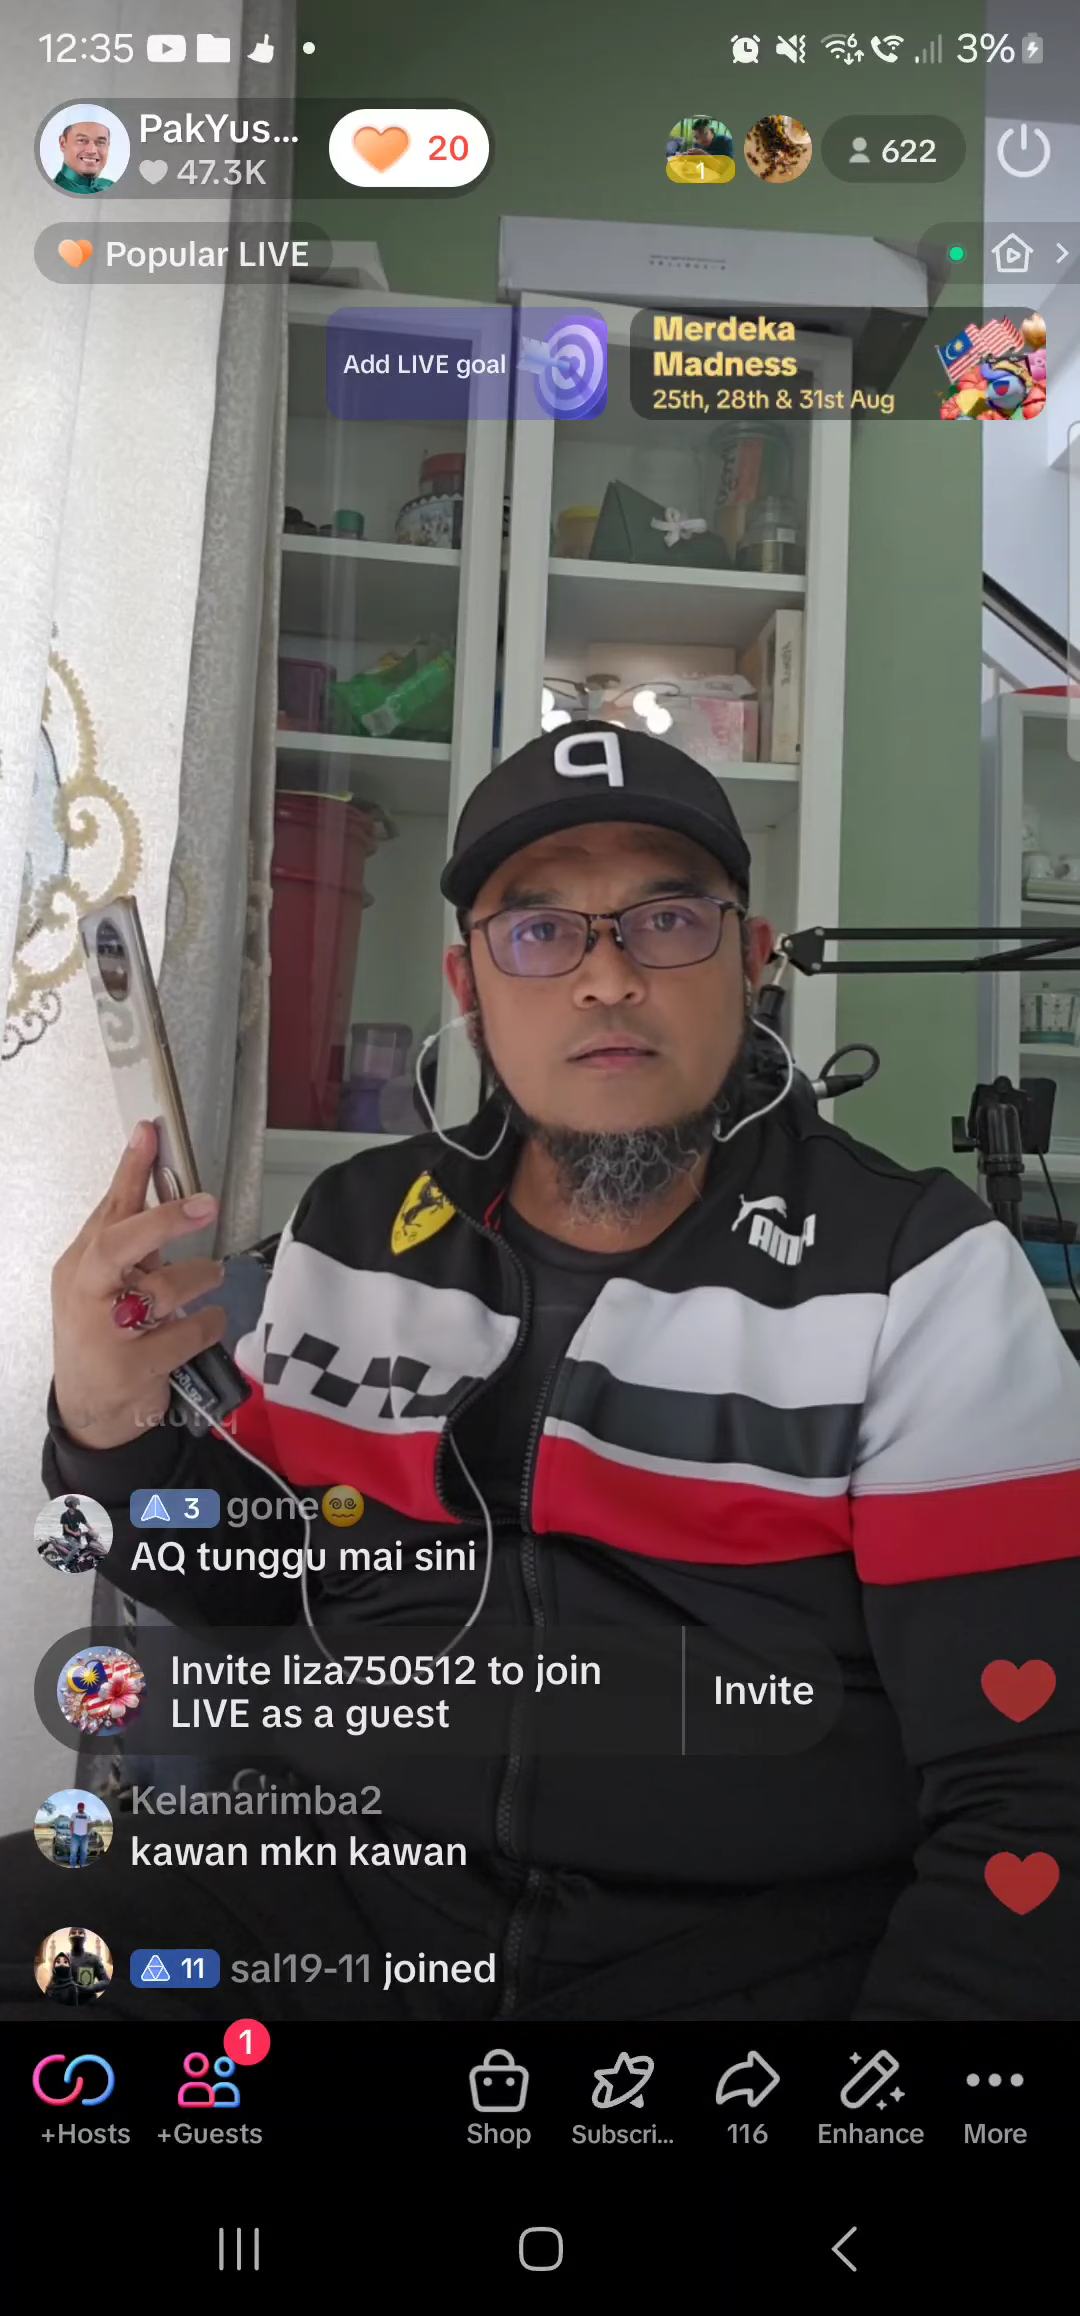 12:35
3%
PakYus...
47.3K
20
1
622
Popular LIVE
Add LIVE goal
Merdeka
Madness
25th, 28th & 31st Aug
3 gone😵‍💫
AQ tunggu mai sini
Invite liza750512 to join
LIVE as a guest
Invite
Kelanarimba2
kawan mkn kawan
11 sal19-11 joined
1
+Hosts
+Guests
Shop
Subscri...
116
Enhance
More